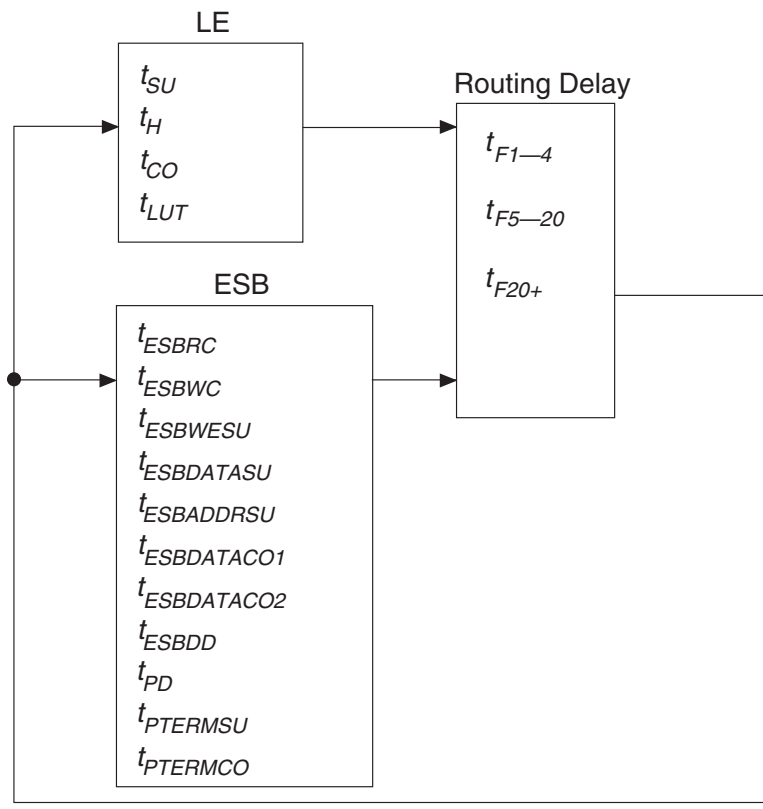 LE
tSU
tH
tCO
tLUT
Routing Delay
tF1—4
tF5—20
tF20+
ESB
tESBRC
tESBWC
tESBWESU
tESBDATASU
tESBADDRSU
tESBDATACO1
tESBDATACO2
tESBDD
tPD
tPTERMSU
tPTERMCO